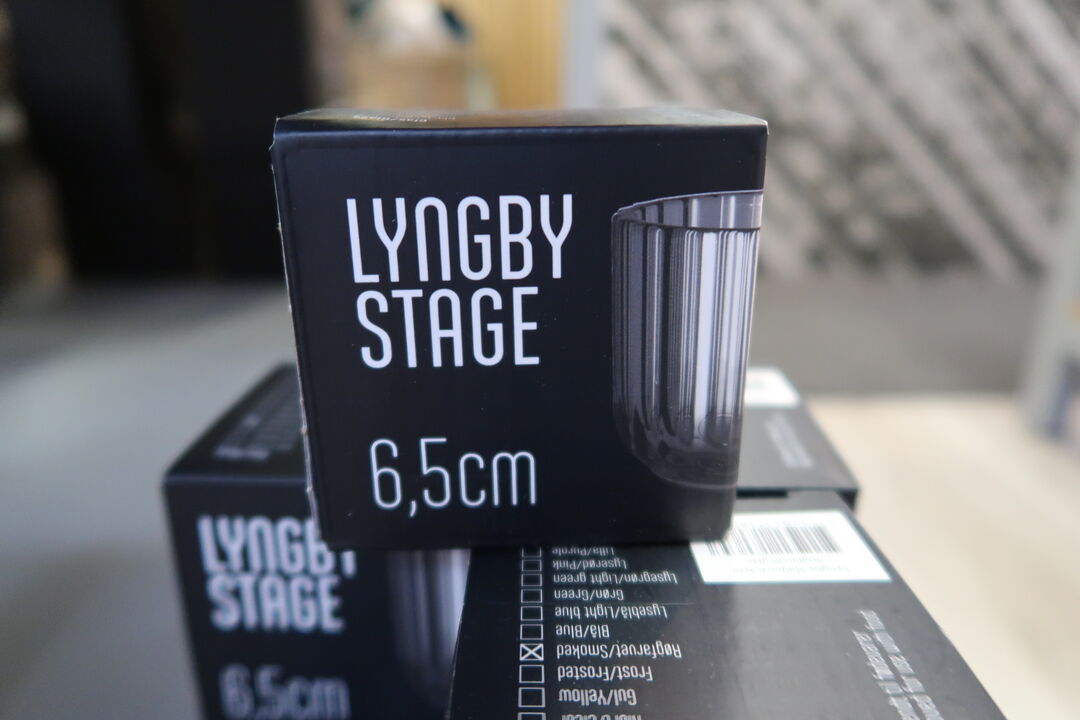 LYNGBY
STAGE
6,5cm
LYNGBY
STAGE
6,5cm
Gul/Yellow
Frost/Frosted
Røgfarvet/Smoked
Blå/Blue
Lyseblå/Light blue
Grøn/Green
Lysegrøn/Light green
Lyserød/Pink
Lilla/Purple